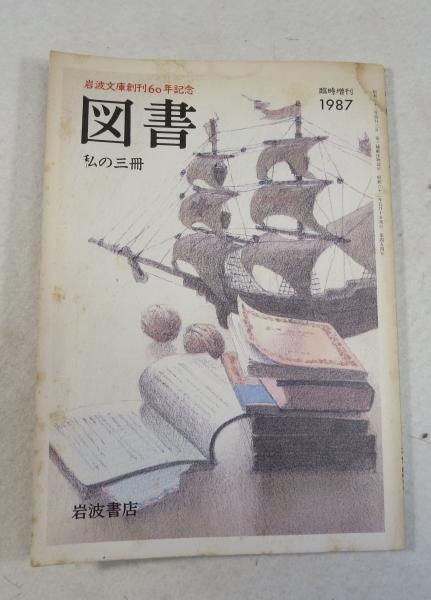 岩波文庫創刊60年記念
図書
私の三冊
臨時増刊
1987
岩波書店